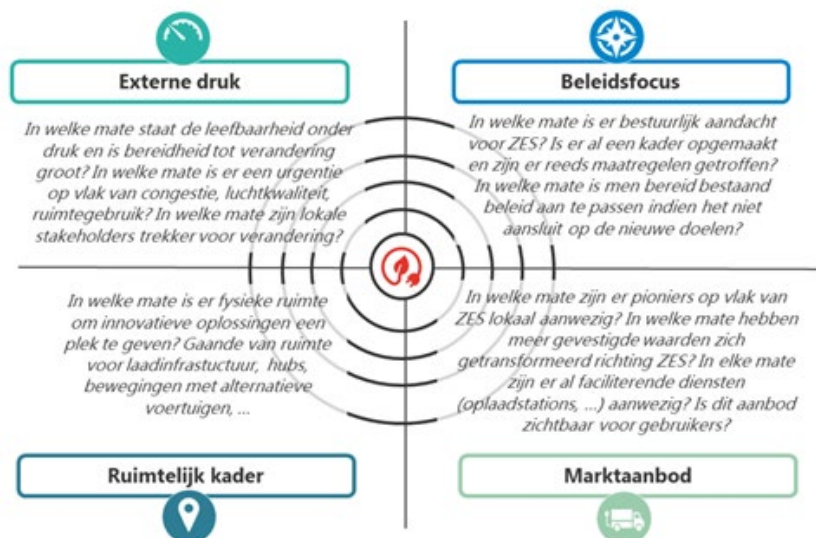 Externe druk
In welke mate staat de leefbaarheid onder
druk en is bereidheid tot verandering
groot? In welke mate is er een urgentie
op vlak van congestie, luchtkwaliteit,
ruimtegebruik? In welke mate zijn lokale
stakeholders trekker voor verandering?
Beleidsfocus
In welke mate is er bestuurlijk aandacht
voor ZES? Is er al een kader opgemaakt
en zijn er reeds maatregelen getroffen?
In welke mate is men bereid bestaand
beleid aan te passen indien het niet
aansluit op de nieuwe doelen?
In welke mate is er fysieke ruimte
om innovatieve oplossingen een
plek te geven? Gaande van ruimte
voor laadinfrastuctuur, hubs,
bewegingen met alternatieve
voertuigen, ...
Ruimtelijk kader
In welke mate zijn er pioniers op vlak van
ZES lokaal aanwezig? In welke mate hebben
meer gevestigde waarden zich
getransformeerd richting ZES? In elke mate
zijn er al faciliterende diensten
(oplaadstations, ...) aanwezig? Is dit aanbod
zichtbaar voor gebruikers?
Marktaanbod